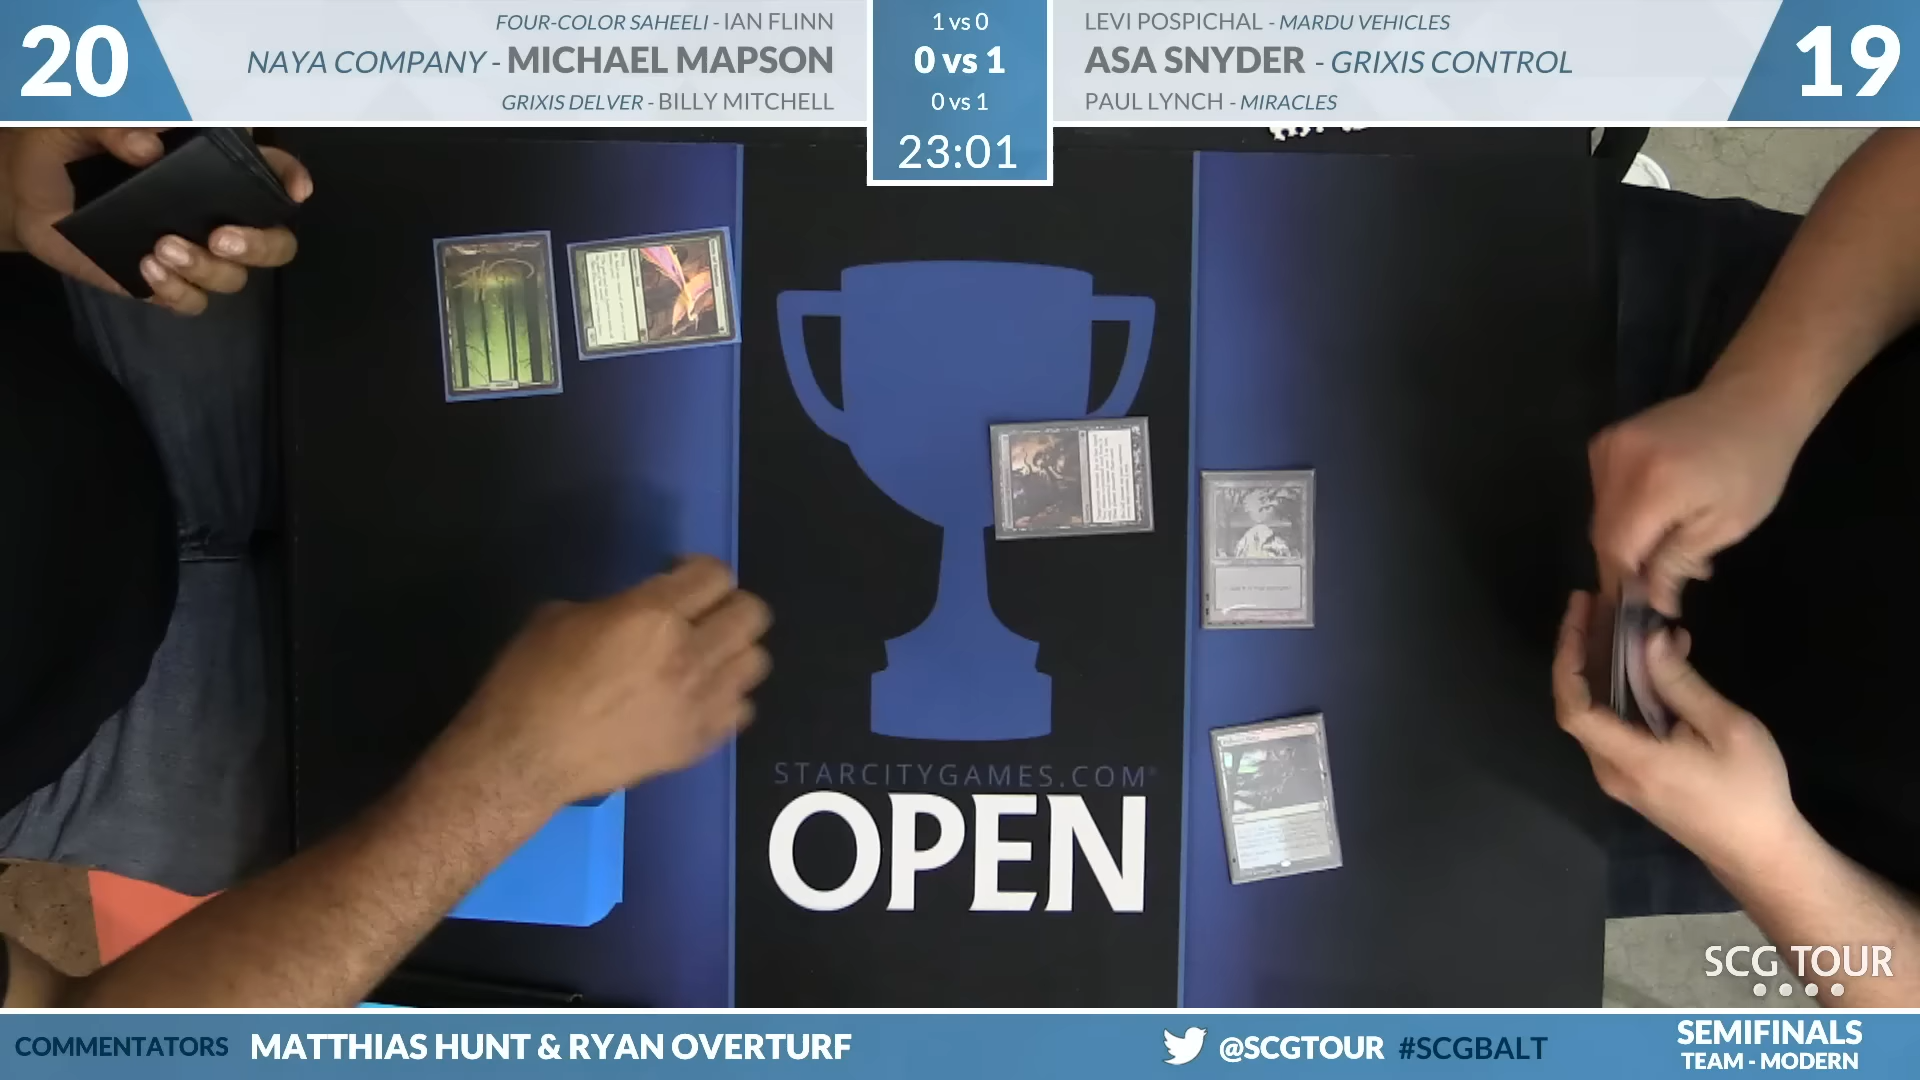 20
FOUR-COLOR SAHEELI - IAN FLINN
NAYA COMPANY - MICHAEL MAPSON
GRIXIS DELVER - BILLY MITCHELL
1 vs 0
0 vs 1
0 vs 1
23:01
LEVI POSPICHAL - MARDU VEHICLES
ASA SNYDER - GRIXIS CONTROL
PAUL LYNCH - MIRACLES
19
STARCITYGAMES.COM®
OPEN
SCG TOUR
COMMENTATORS MATTHIAS HUNT & RYAN OVERTURF
@SCGTOUR #SCGBALT
SEMIFINALS
TEAM - MODERN